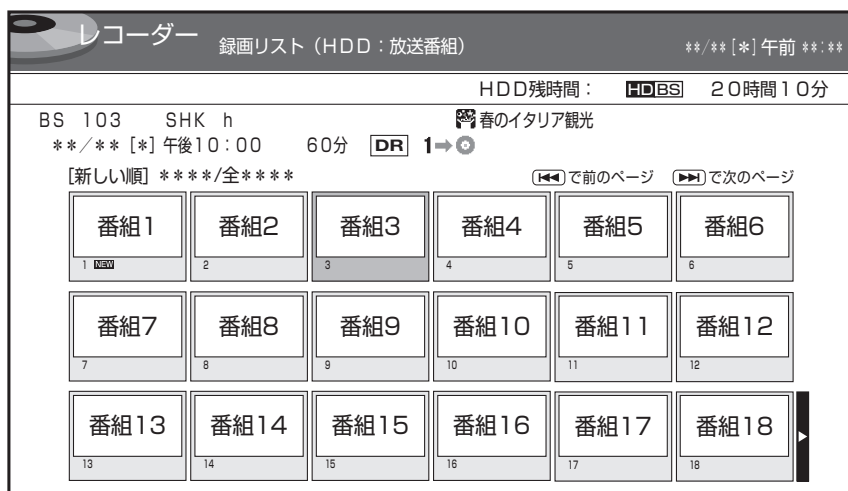 レコーダー 録画リスト（HDD：放送番組） **/** [*] 午前 **:**
HDD残時間： HD BS 20時間10分
BS 103 SHK h 春のイタリア観光
**/** [*] 午後10：00 60分 DR 1➡
[新しい順] ****/全**** ⏮で前のページ ⏭で次のページ
番組1 番組2 番組3 番組4 番組5 番組6
1 NEW 2 3 4 5 6
番組7 番組8 番組9 番組10 番組11 番組12
7 8 9 10 11 12
番組13 番組14 番組15 番組16 番組17 番組18
13 14 15 16 17 18